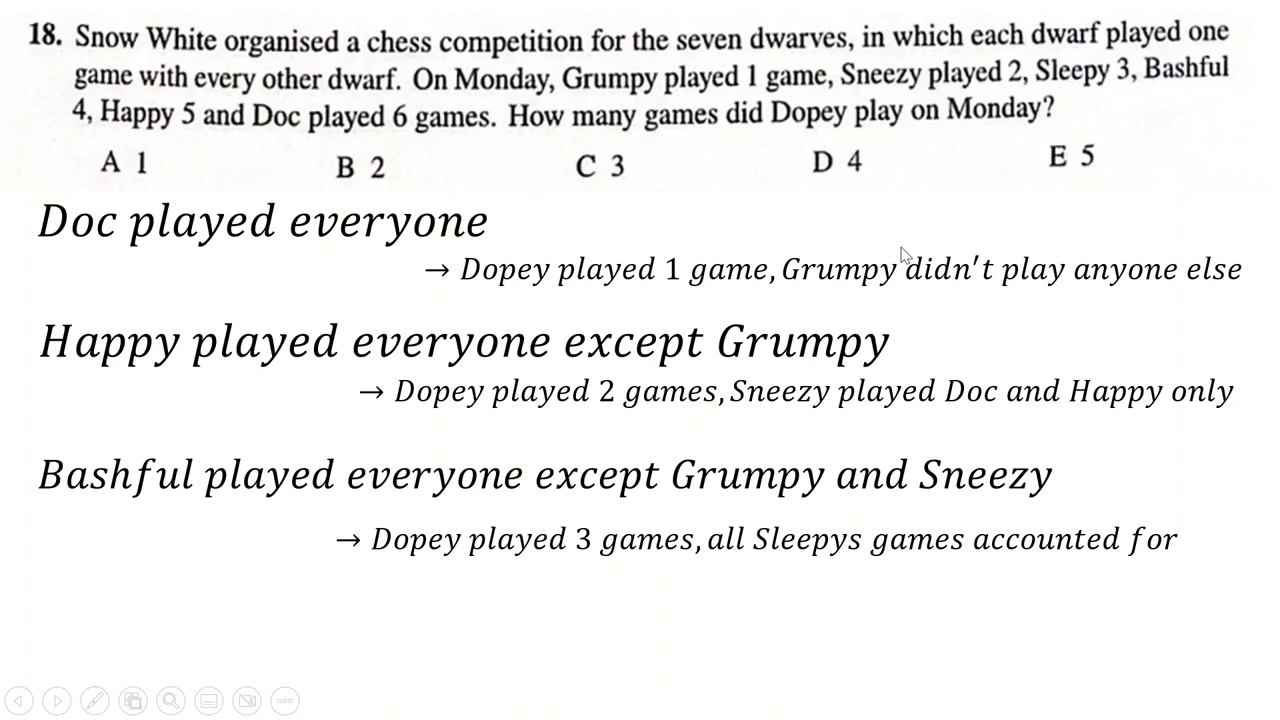 18. Snow White organised a chess competition for the seven dwarves, in which each dwarf played one
game with every other dwarf. On Monday, Grumpy played 1 game, Sneezy played 2, Sleepy 3, Bashful
4, Happy 5 and Doc played 6 games. How many games did Dopey play on Monday?
A 1 B 2 C 3 D 4 E 5
Doc played everyone
→ Dopey played 1 game, Grumpy didn't play anyone else
Happy played everyone except Grumpy
→ Dopey played 2 games, Sneezy played Doc and Happy only
Bashful played everyone except Grumpy and Sneezy
→ Dopey played 3 games, all Sleepys games accounted for